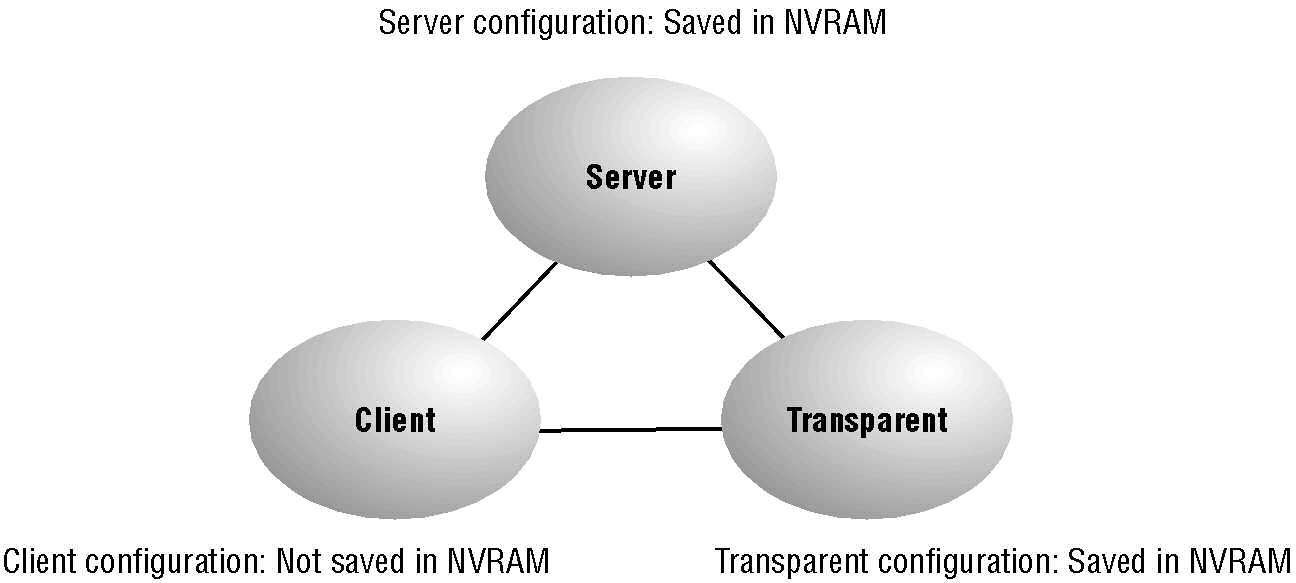 Server configuration: Saved in NVRAM
Server
Client
Transparent
Client configuration: Not saved in NVRAM
Transparent configuration: Saved in NVRAM